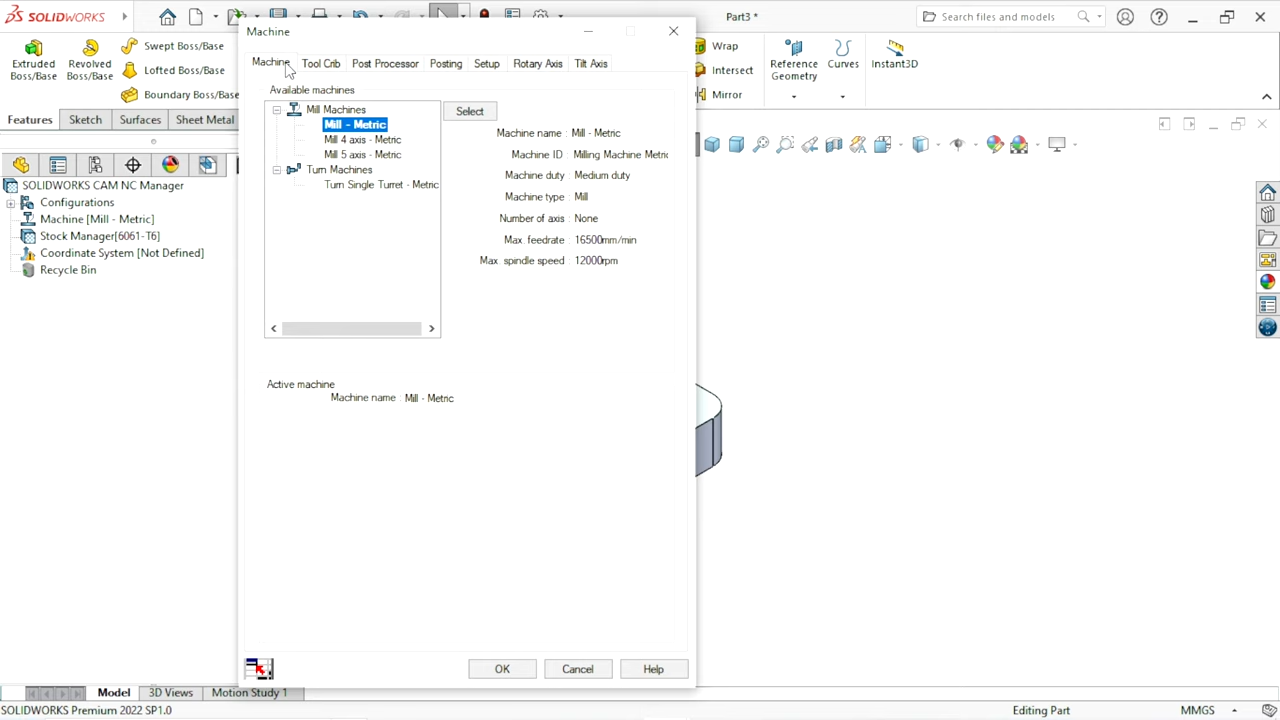 SOLIDWORKS
Part3 *
Search files and models
Extruded Boss/Base
Revolved Boss/Base
Swept Boss/Base
Lofted Boss/Base
Boundary Boss/Base
Wrap
Intersect
Mirror
Reference Geometry
Curves
Instant3D
Features
Sketch
Surfaces
Sheet Metal
SOLIDWORKS CAM NC Manager
Configurations
Machine [Mill - Metric]
Stock Manager[6061-T6]
Coordinate System [Not Defined]
Recycle Bin
Machine
Machine
Tool Crib
Post Processor
Posting
Setup
Rotary Axis
Tilt Axis
Available machines
Mill Machines
Mill - Metric
Mill 4 axis - Metric
Mill 5 axis - Metric
Turn Machines
Turn Single Turret - Metric
Select
Machine name : Mill - Metric
Machine ID : Milling Machine Metric
Machine duty : Medium duty
Machine type : Mill
Number of axis : None
Max. feedrate : 16500mm/min
Max spindle speed : 12000rpm
Active machine
Machine name : Mill - Metric
OK
Cancel
Help
Model
3D Views
Motion Study 1
SOLIDWORKS Premium 2022 SP1.0
Editing Part
MMGS